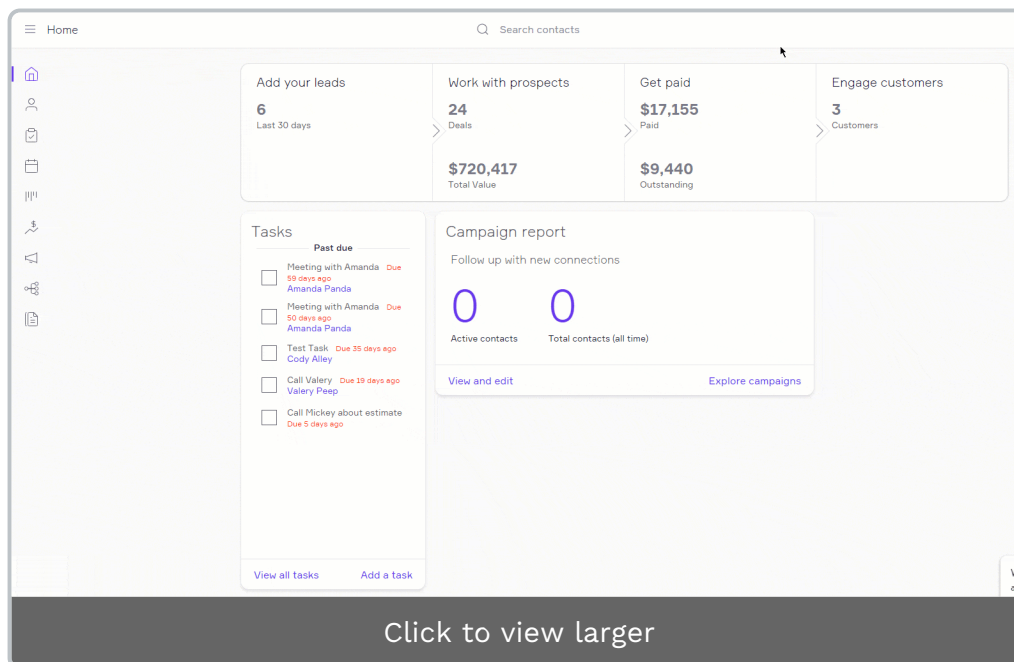 Home
Search contacts
Add your leads
6
Last 30 days
Work with prospects
24
Deals
$720,417
Total Value
Get paid
$17,155
Paid
$9,440
Outstanding
Engage customers
3
Customers
Tasks
Past due
Meeting with Amanda Due
59 days ago
Amanda Panda
Meeting with Amanda Due
50 days ago
Amanda Panda
Test Task Due 35 days ago
Cody Alley
Call Valery Due 19 days ago
Valery Peep
Call Mickey about estimate
Due 5 days ago
View all tasks Add a task
Campaign report
Follow up with new connections
0 0
Active contacts Total contacts (all time)
View and edit Explore campaigns
Click to view larger